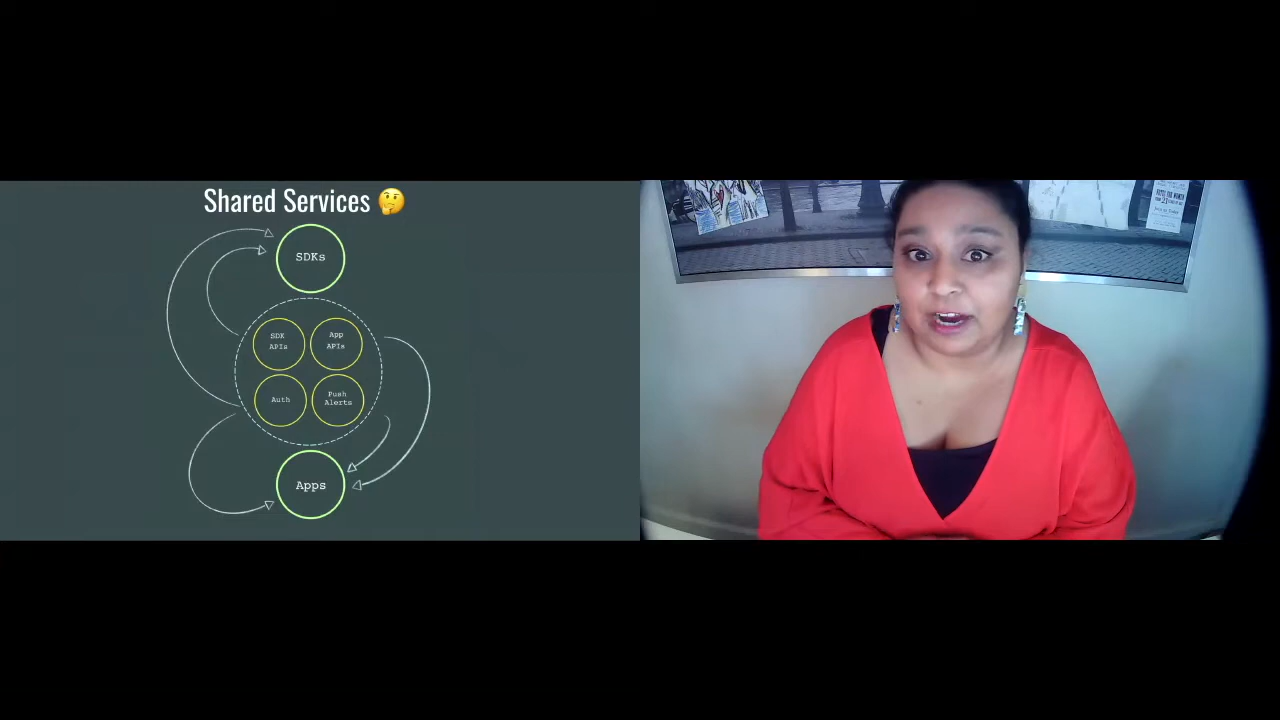 Shared Services 🤔
SDKs
SDK
APIs
App
APIs
Auth
Push
Alerts
Apps